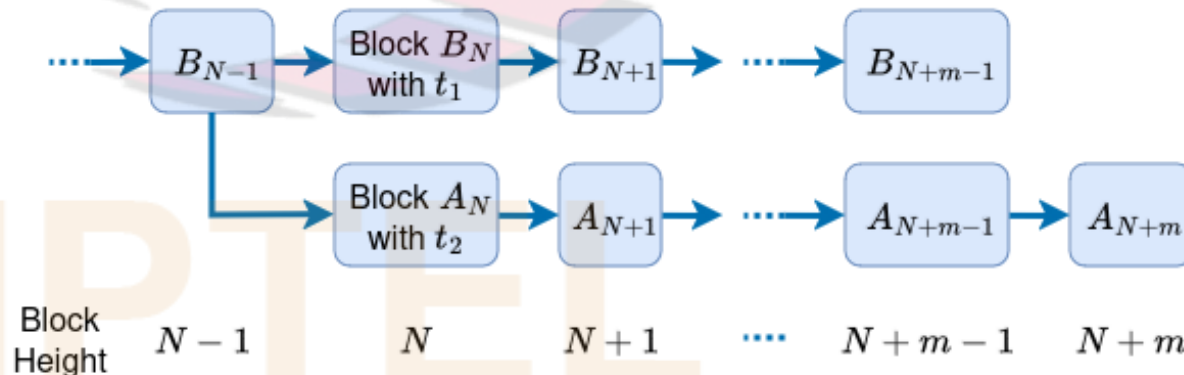 B_{N-1}
Block B_N
with t_1
B_{N+1}
B_{N+m-1}
Block A_N
with t_2
A_{N+1}
A_{N+m-1}
A_{N+m}
Block
Height
N - 1
N
N + 1
N + m - 1
N + m
NPTEL